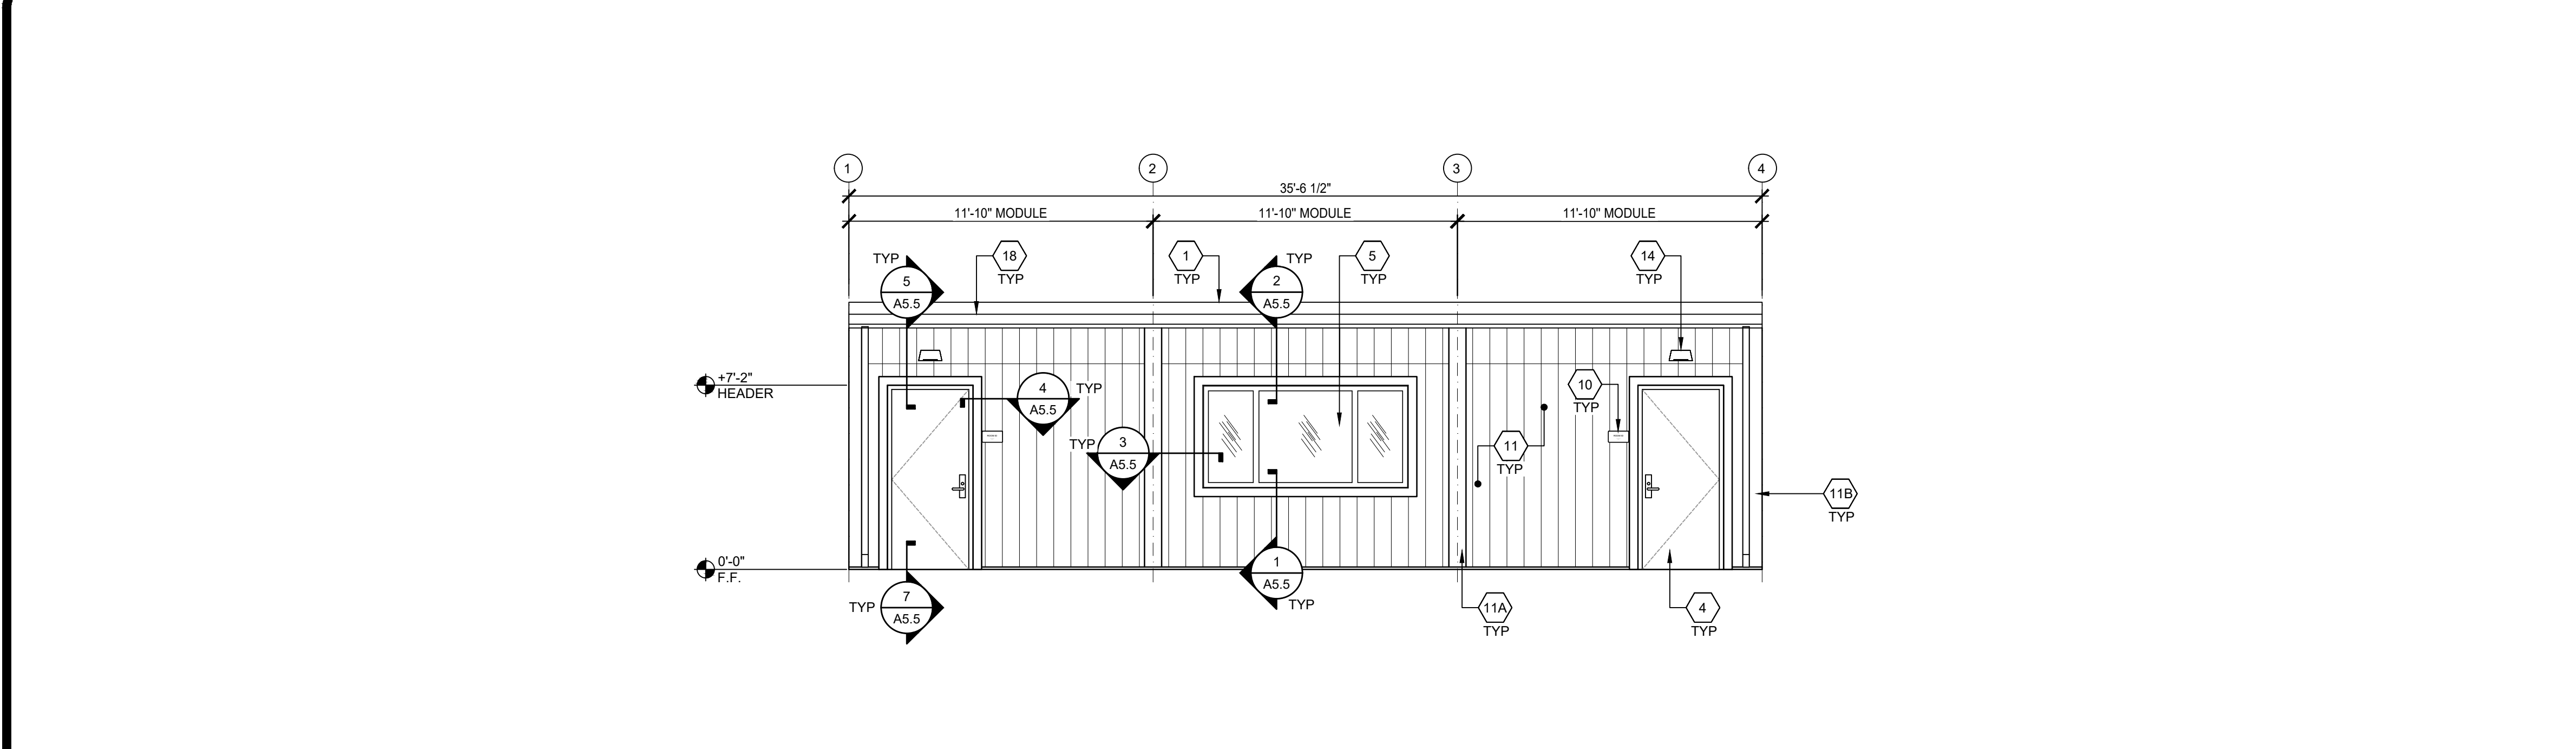 1
2
3
4
35'-6 1/2"
11'-10" MODULE
11'-10" MODULE
11'-10" MODULE
TYP
5
A5.5
18
TYP
1
TYP
TYP
2
A5.5
5
TYP
14
TYP
+7'-2"
HEADER
4
A5.5
TYP
10
TYP
TYP
3
A5.5
11
TYP
11B
TYP
0'-0"
F.F.
1
A5.5
TYP
TYP
7
A5.5
11A
TYP
4
TYP